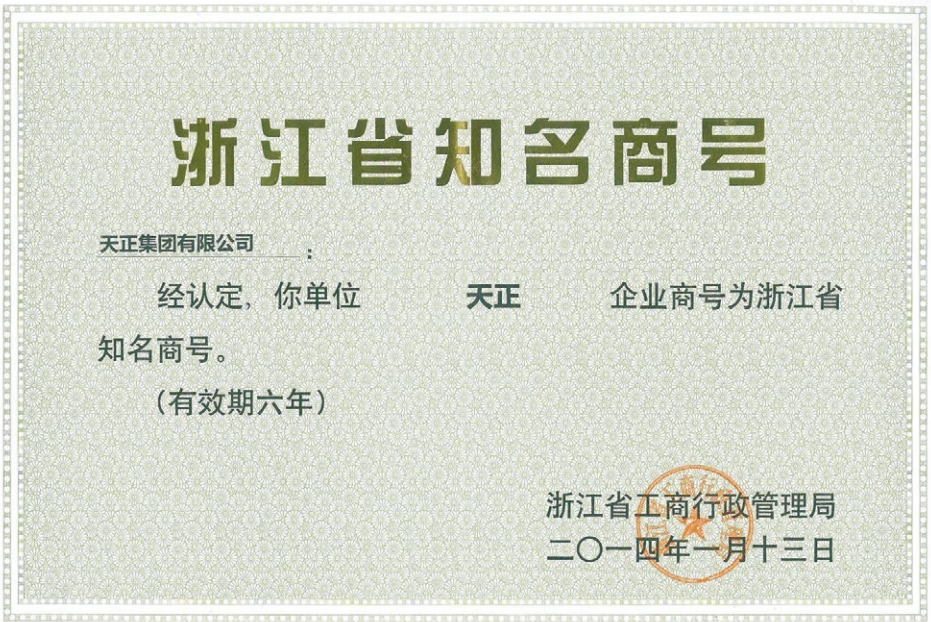 浙江省知名商号
天正集团有限公司：
经认定，你单位 天正 企业商号为浙江省
知名商号。
（有效期六年）
浙江省工商行政管理局
二〇一四年一月十三日